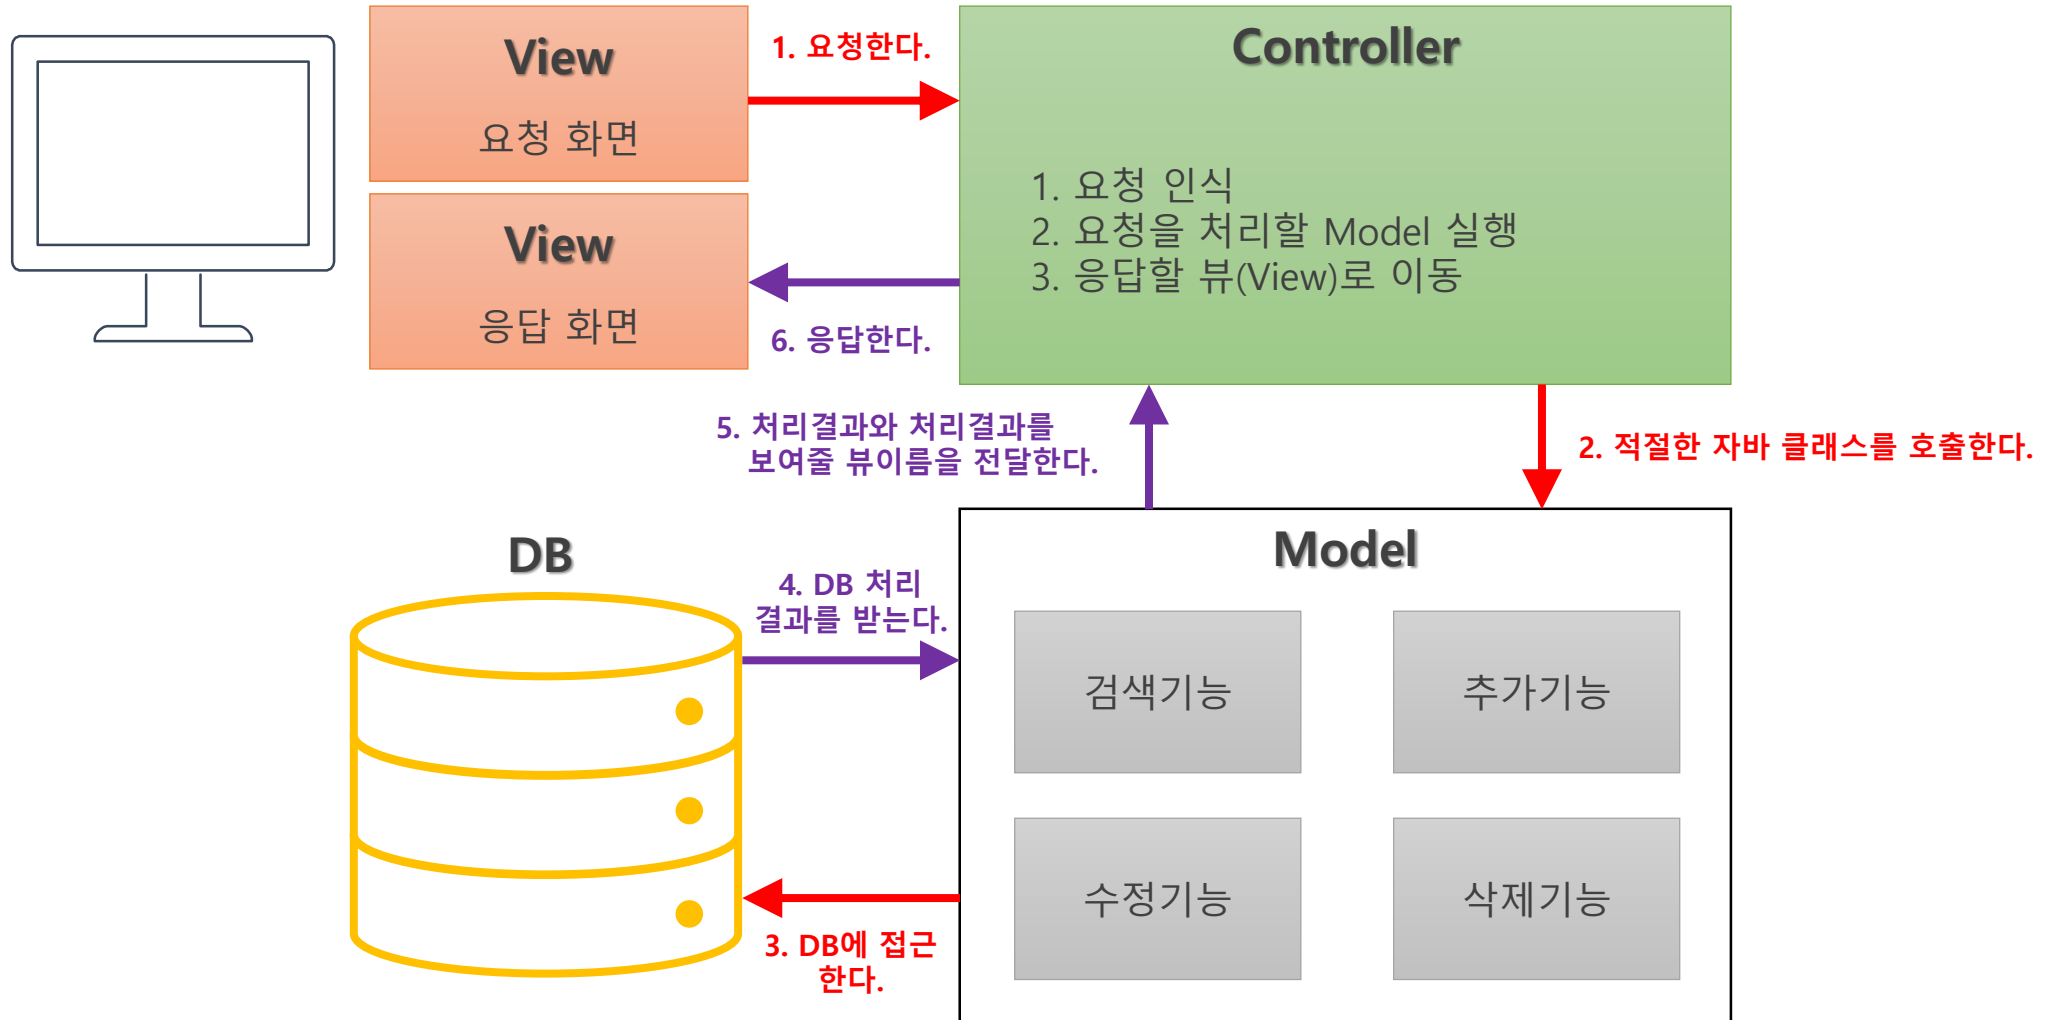 View
요청 화면
1. 요청한다.
Controller
1. 요청 인식
2. 요청을 처리할 Model 실행
3. 응답할 뷰(View)로 이동
View
응답 화면
6. 응답한다.
5. 처리결과와 처리결과를
보여줄 뷰이름을 전달한다.
2. 적절한 자바 클래스를 호출한다.
DB
4. DB 처리
결과를 받는다.
3. DB에 접근
한다.
Model
검색기능
추가기능
수정기능
삭제기능